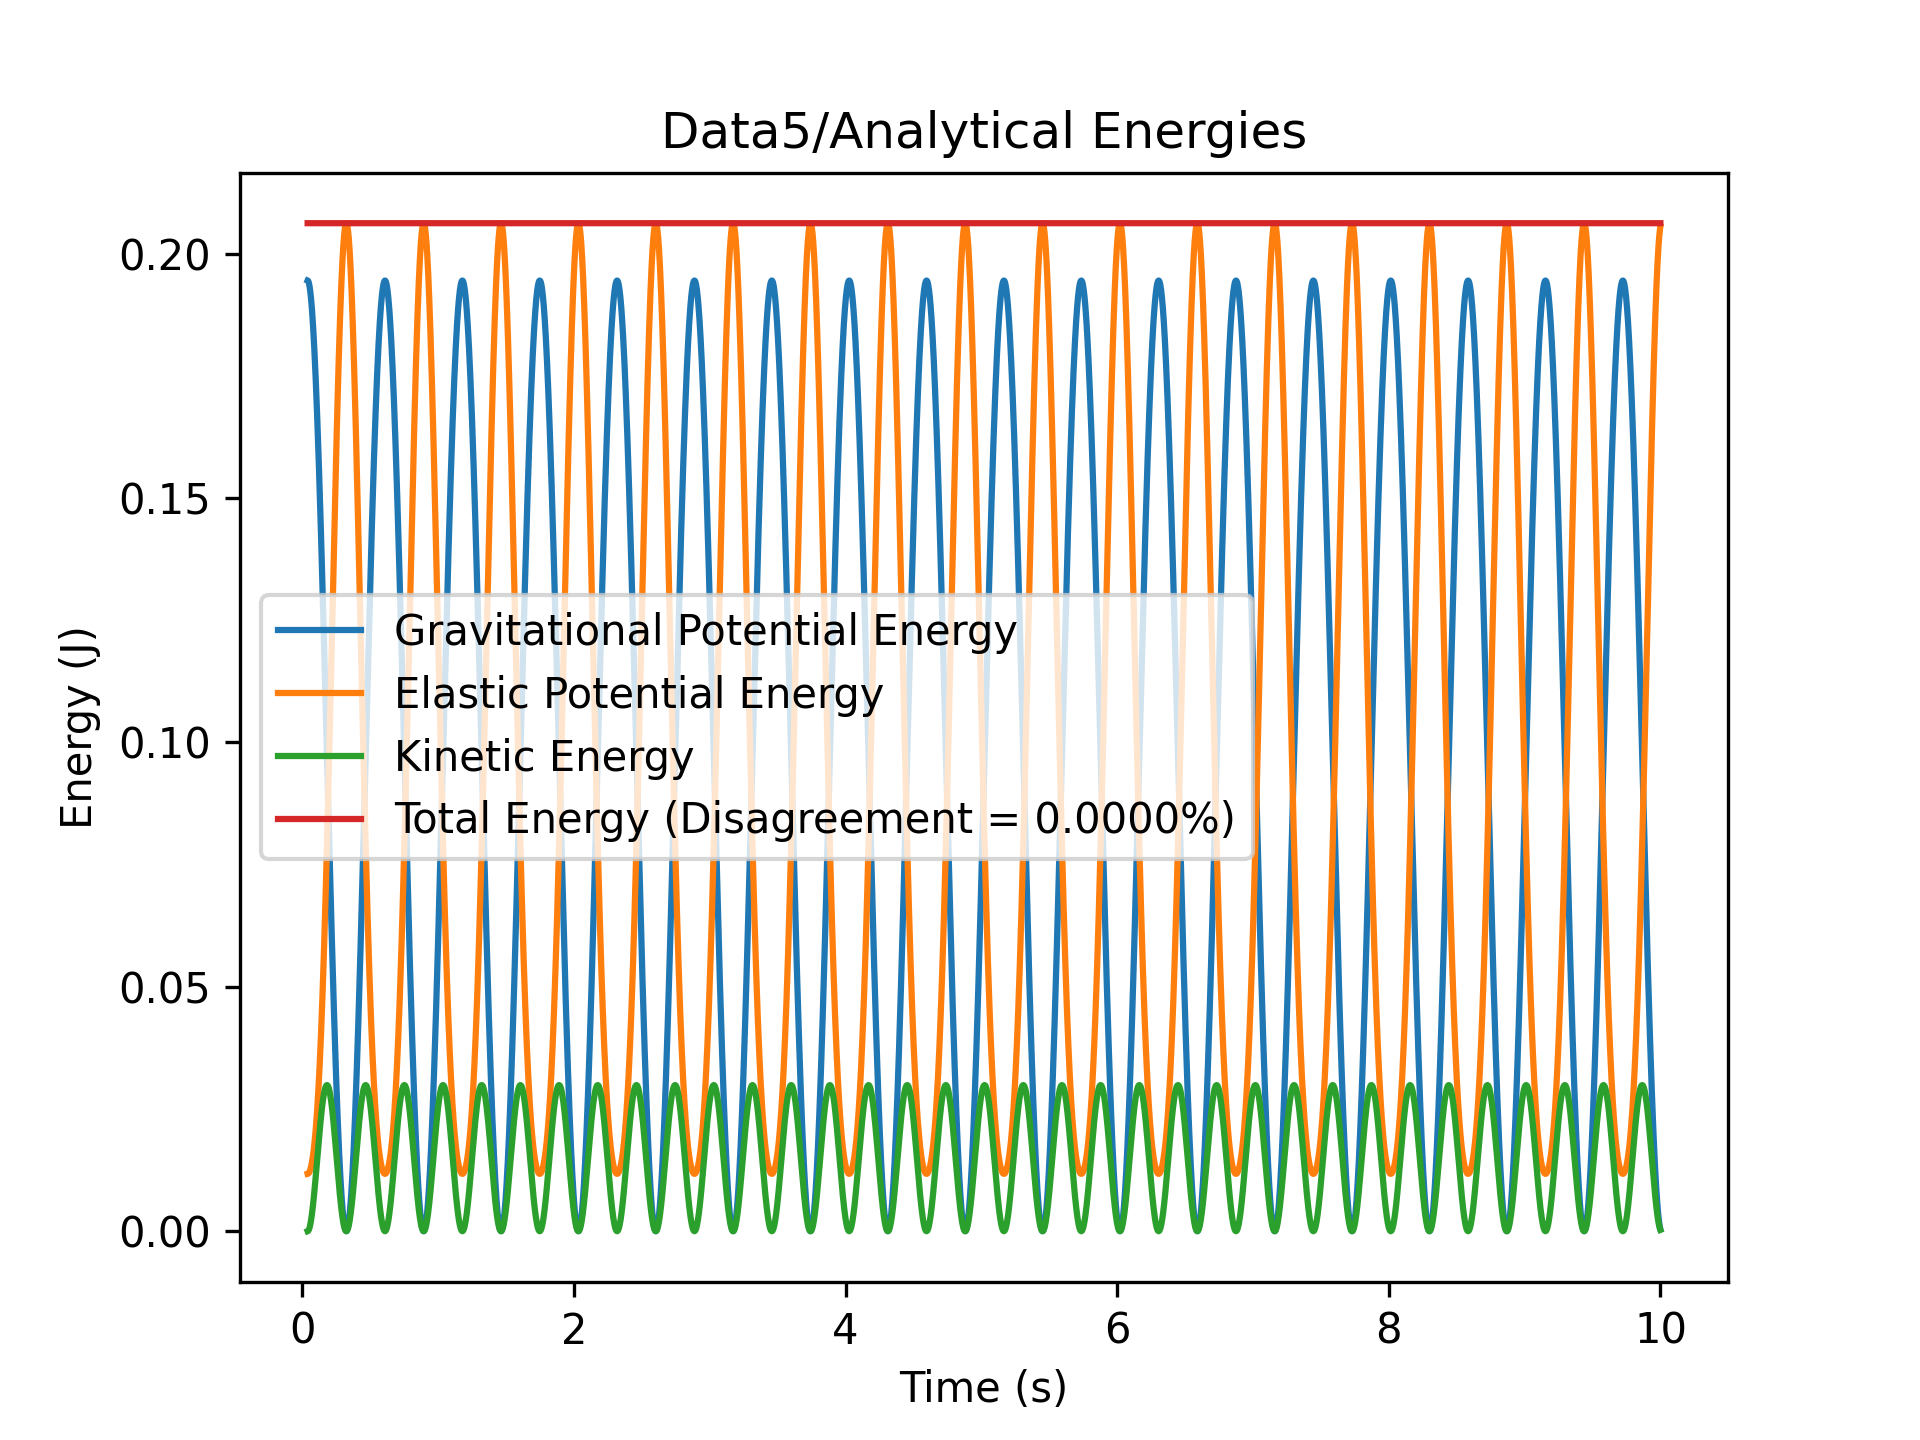 Data5/Analytical Energies
0.20
0.15
0.10
0.05
0.00
Energy (J)
Gravitational Potential Energy
Elastic Potential Energy
Kinetic Energy
Total Energy (Disagreement = 0.0000%)
0 2 4 6 8 10
Time (s)